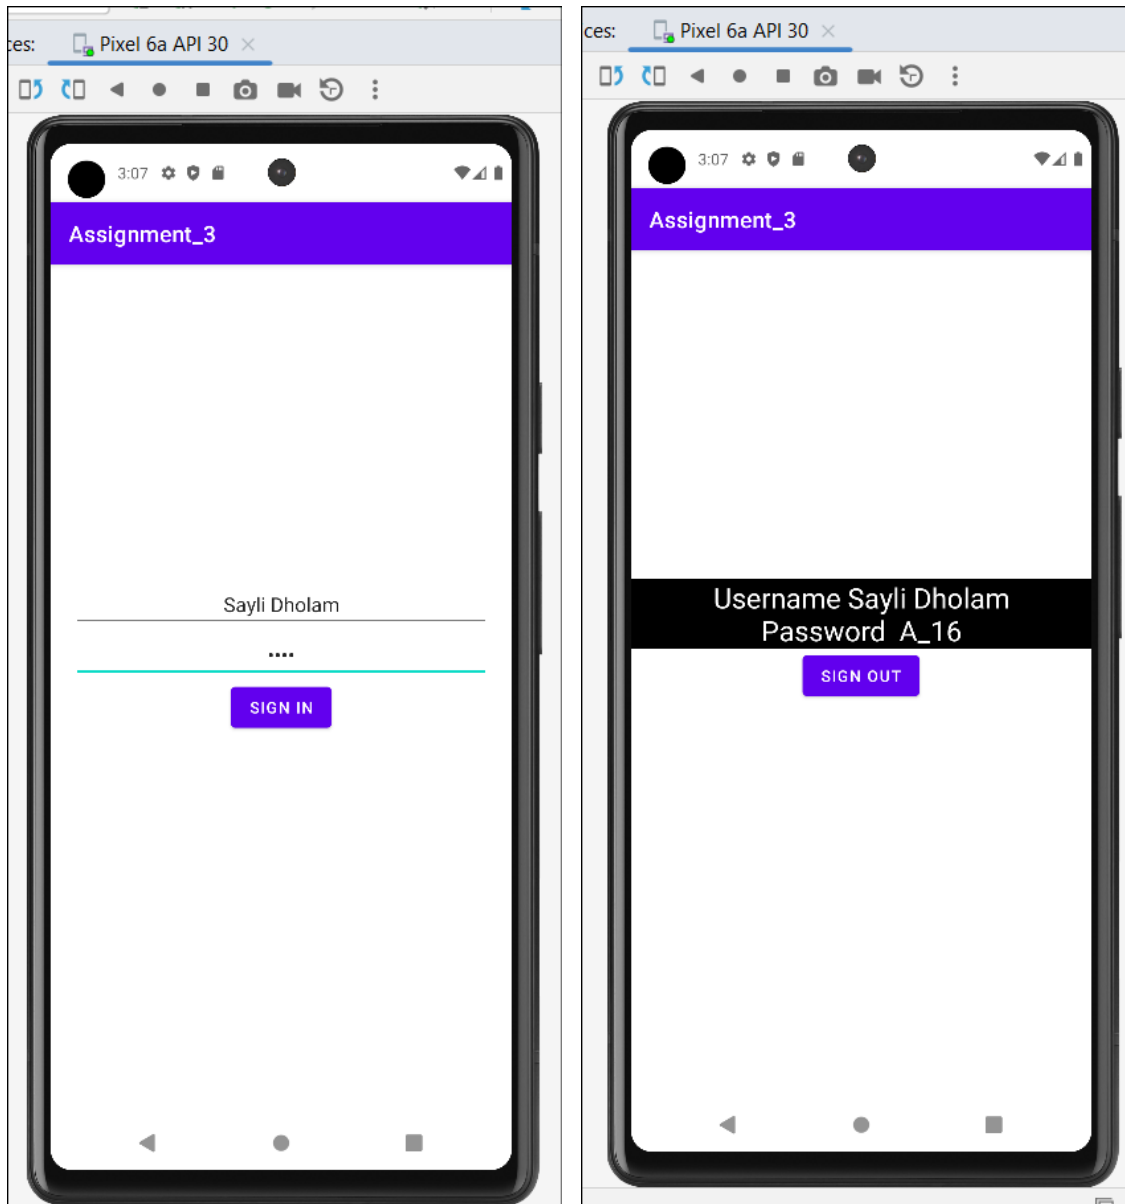 ces:
Pixel 6a API 30
3:07
Assignment_3
Sayli Dholam
••••
SIGN IN
ces:
Pixel 6a API 30
3:07
Assignment_3
Username Sayli Dholam
Password A_16
SIGN OUT